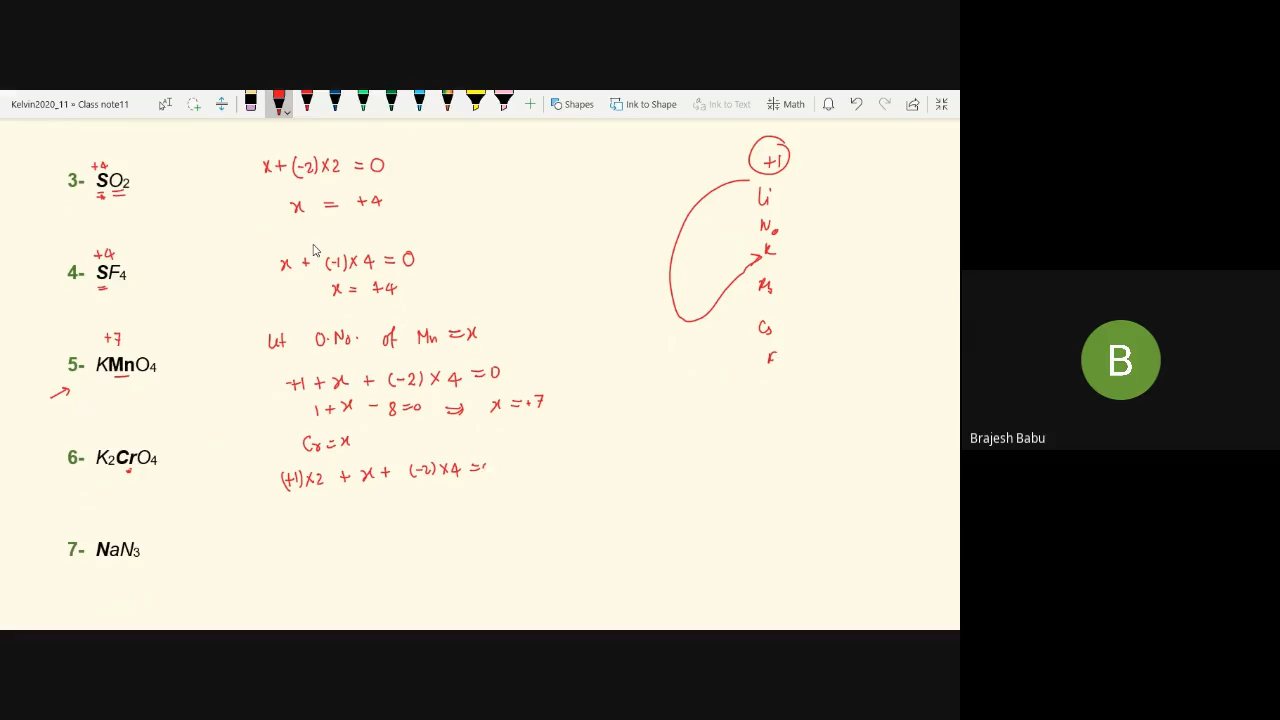 Kelvin2020_11 » Class note11
Shapes
Ink to Shape
Ink to Text
Math
+4
3- SO2
x + (-2) × 2 = 0
x = +4
+4
4- SF4
x + (-1) × 4 = 0
x = +4
+7
5- KMnO4
Let O.No. of Mn = x
+1 + x + (-2) × 4 = 0
1 + x - 8 = 0 ⇒ x = +7
Cr = x
6- K2CrO4
(+1) × 2 + x + (-2) × 4 =
7- NaN3
+1
Li
K
Rb
Cs
F
B
Brajesh Babu